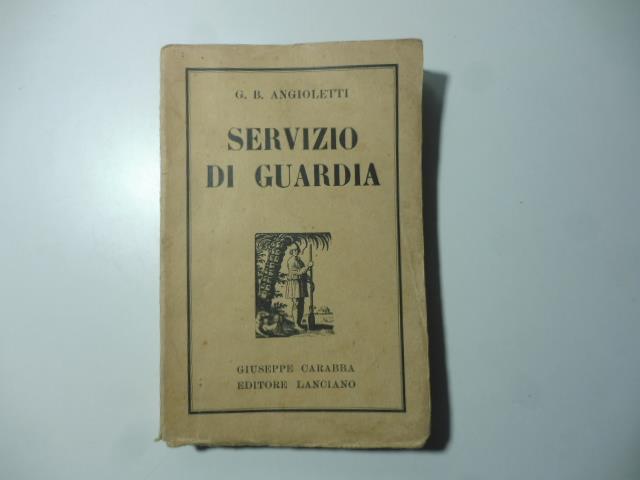 G. B. ANGIOLETTI
SERVIZIO
DI GUARDIA
GIUSEPPE CARABBA
EDITORE LANCIANO